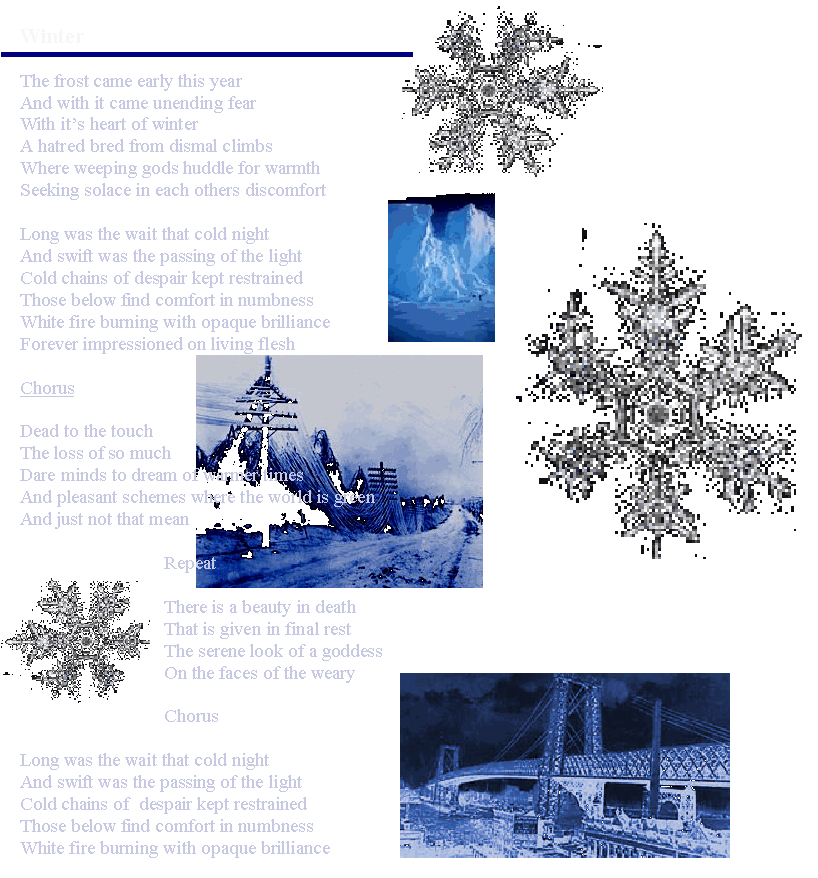 Winter
The frost came early this year
And with it came unending fear
With it’s heart of winter
A hatred bred from dismal climbs
Where weeping gods huddle for warmth
Seeking solace in each others discomfort
Long was the wait that cold night
And swift was the passing of the light
Cold chains of despair kept restrained
Those below find comfort in numbness
White fire burning with opaque brilliance
Forever impressioned on living flesh
Chorus
Dead to the touch
The loss of so much
Dare minds to dream of warmer times
And pleasant schemes where the world is green
And just not that mean
Repeat
There is a beauty in death
That is given in final rest
The serene look of a goddess
On the faces of the weary
Chorus
Long was the wait that cold night
And swift was the passing of the light
Cold chains of  despair kept restrained
Those below find comfort in numbness
White fire burning with opaque brilliance